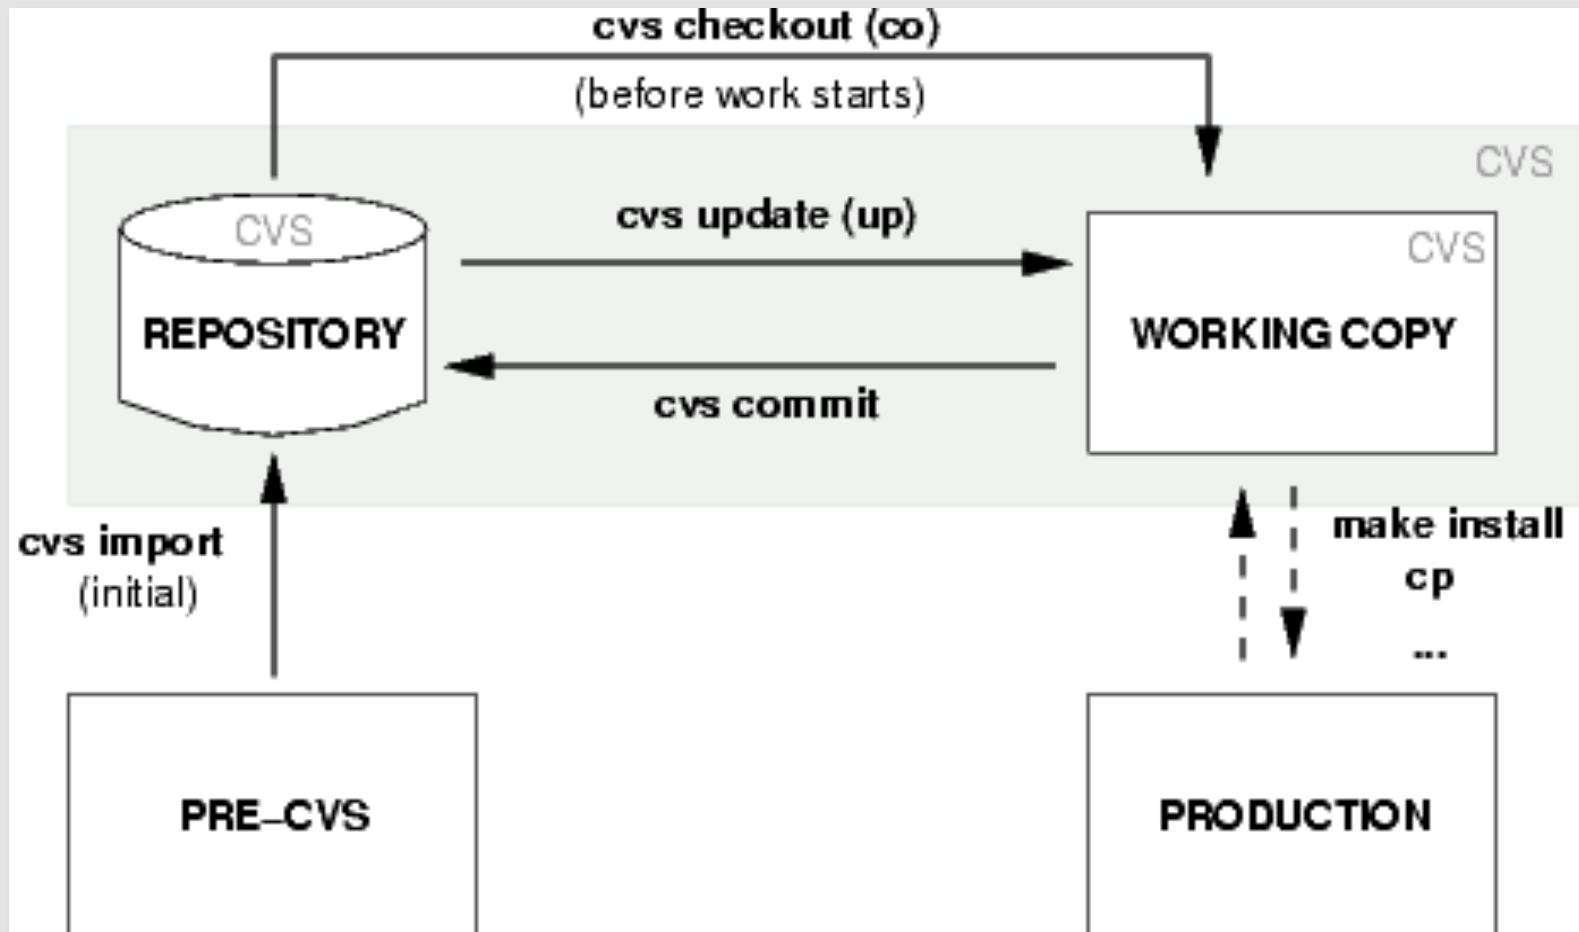 cvs checkout (co)
(before work starts)
CVS
cvs update (up)
CVS
CVS
REPOSITORY
WORKING COPY
cvs commit
cvs import
(initial)
make install
cp
...
PRE–CVS
PRODUCTION